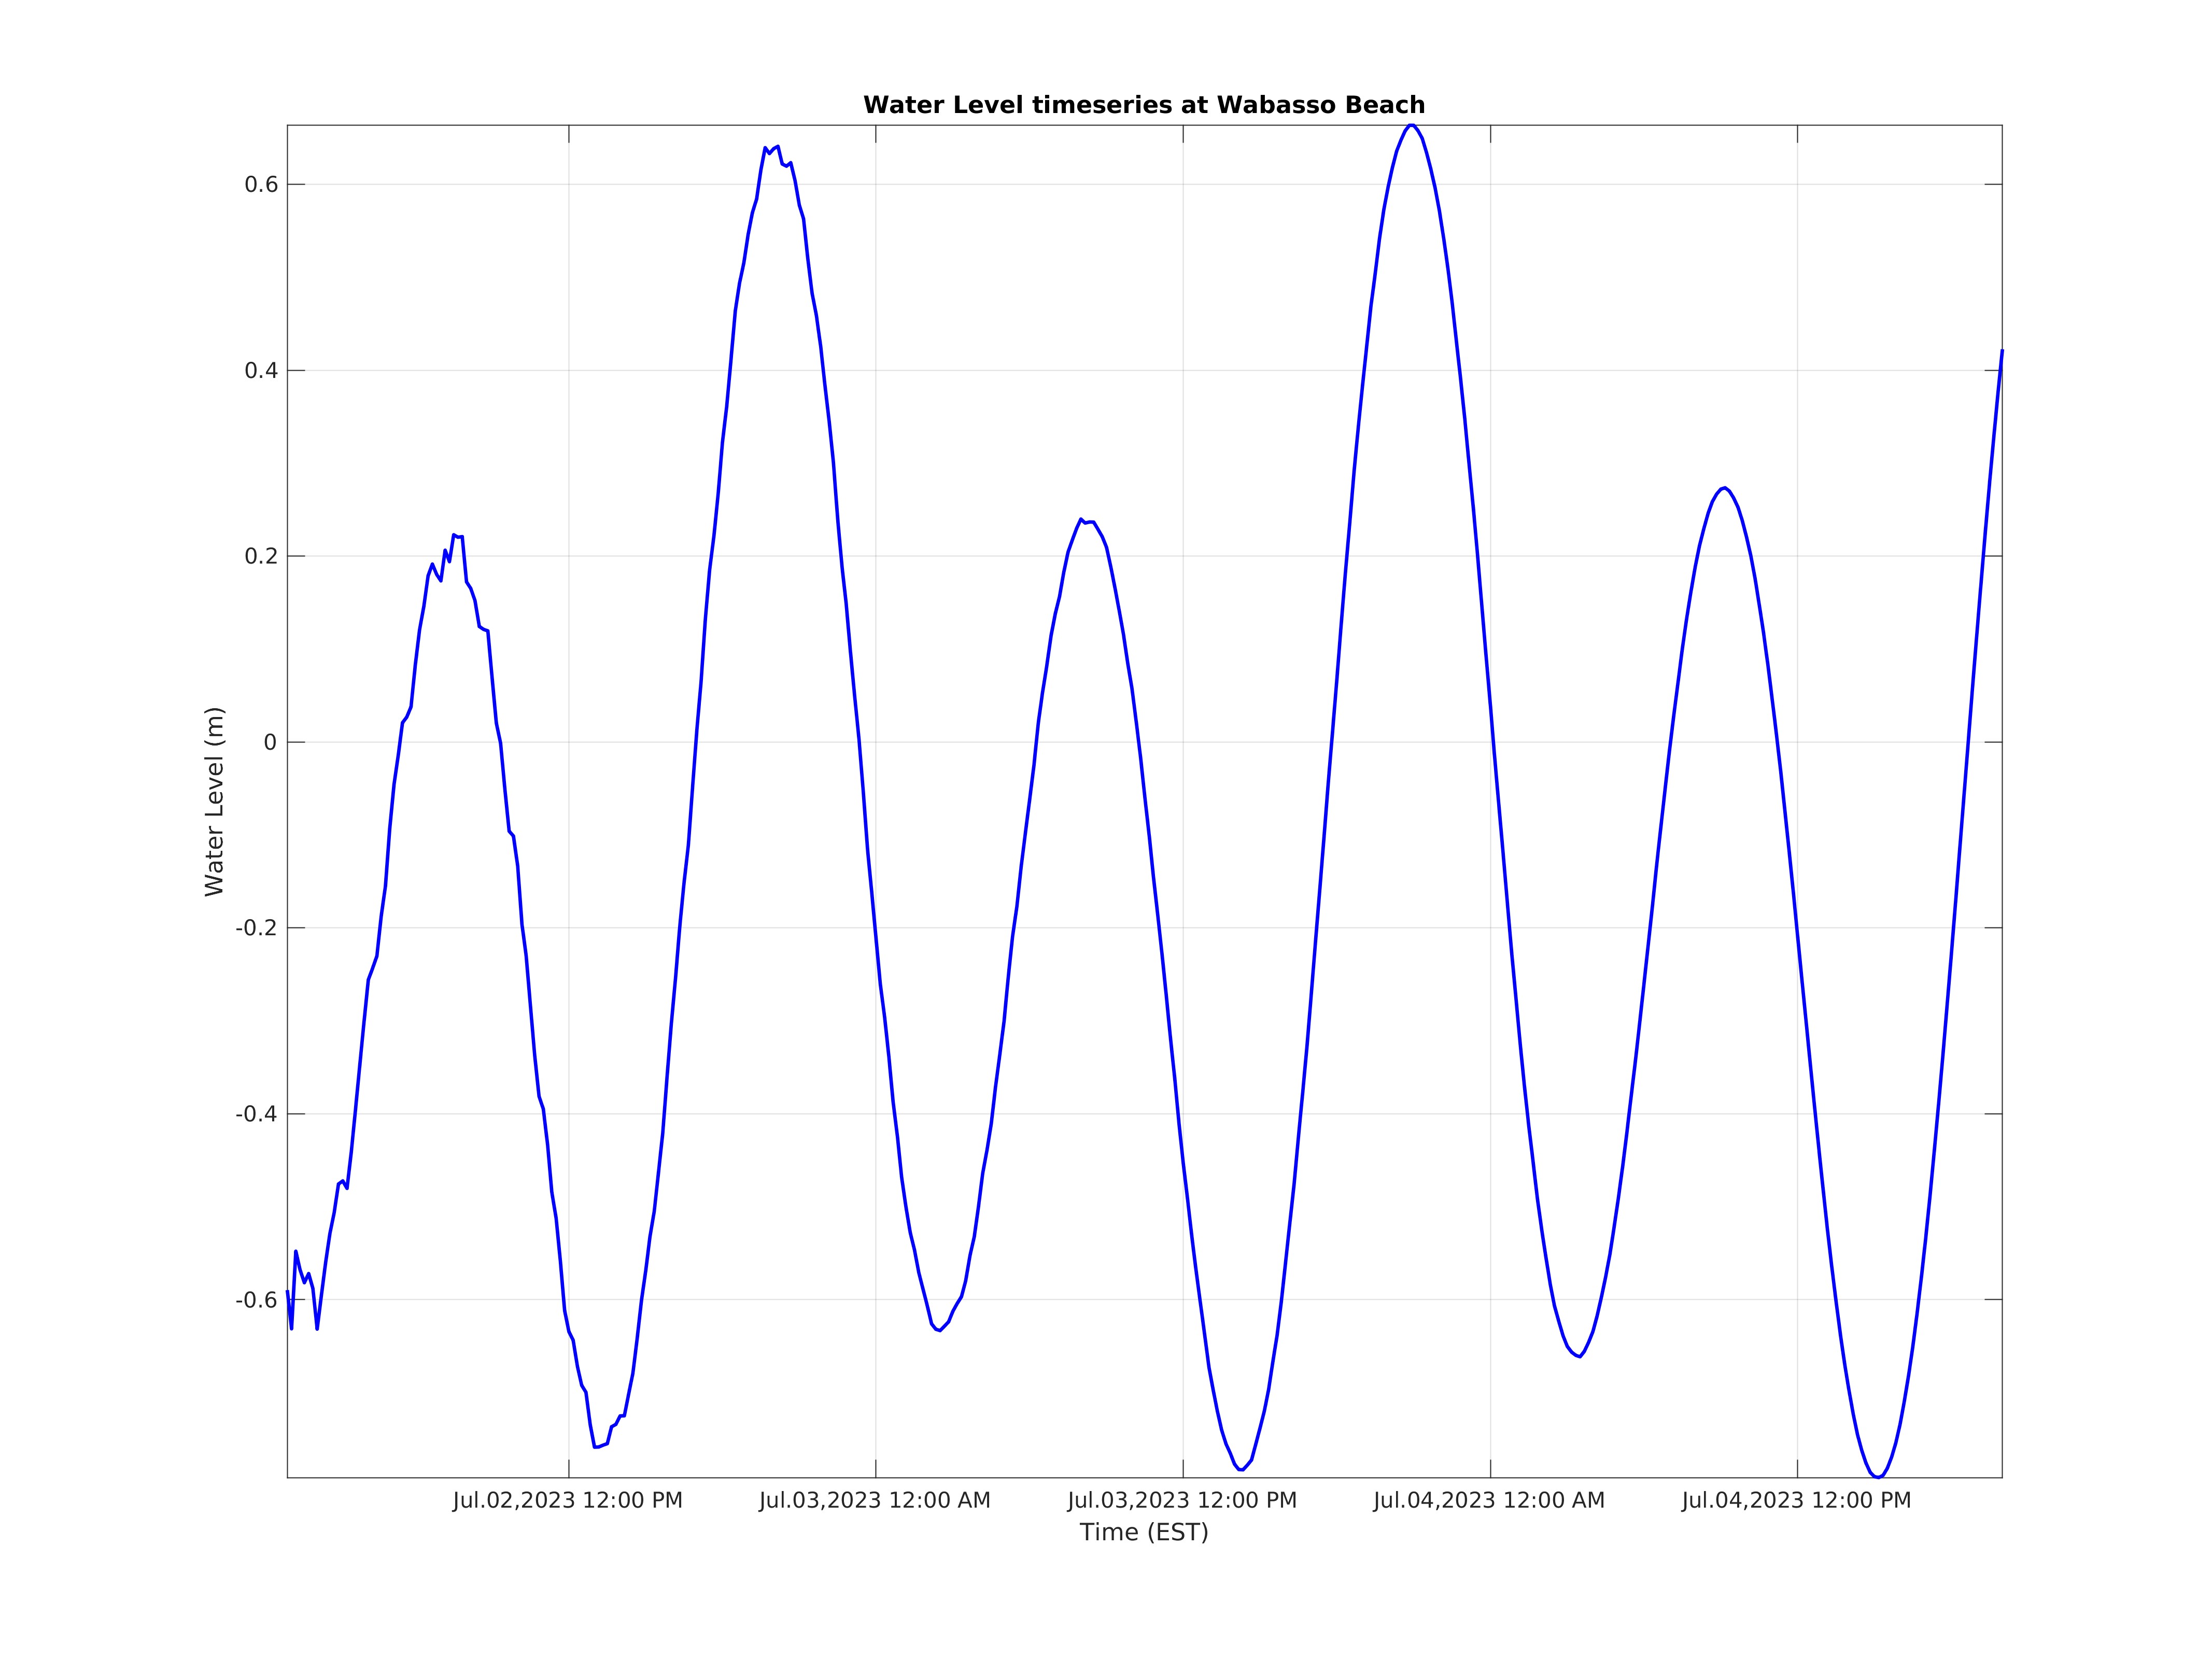 Water Level timeseries at Wabasso Beach
0.6
0.4
0.2
0
-0.2
-0.4
-0.6
Water Level (m)
Jul.02,2023 12:00 PM
Jul.03,2023 12:00 AM
Jul.03,2023 12:00 PM
Jul.04,2023 12:00 AM
Jul.04,2023 12:00 PM
Time (EST)